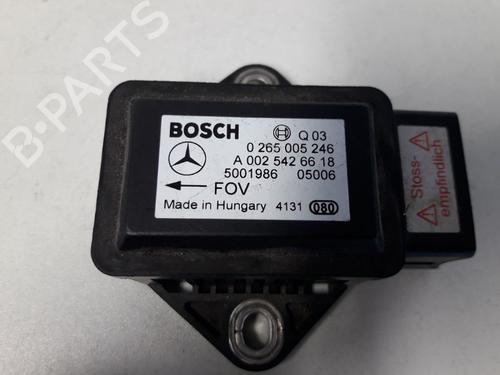 B-PARTS
BOSCH Q 03
0 265 005 246
A 002 542 66 18
5001986 05006
FOV
Made in Hungary 4131 080
Stoss-
empfindlich